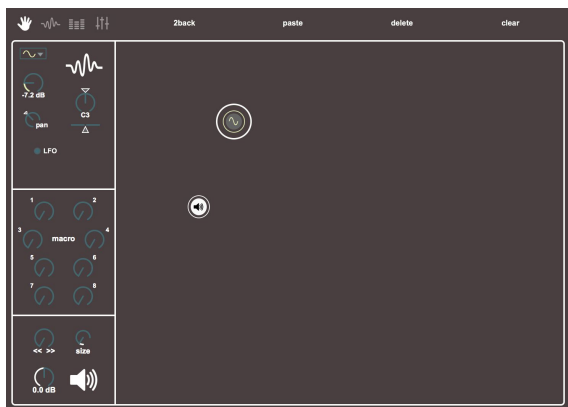 2back paste delete clear
-7.2 dB
C3
pan
LFO
1 2
3 macro 4
5 6
7 8
<< >> size
0.0 dB